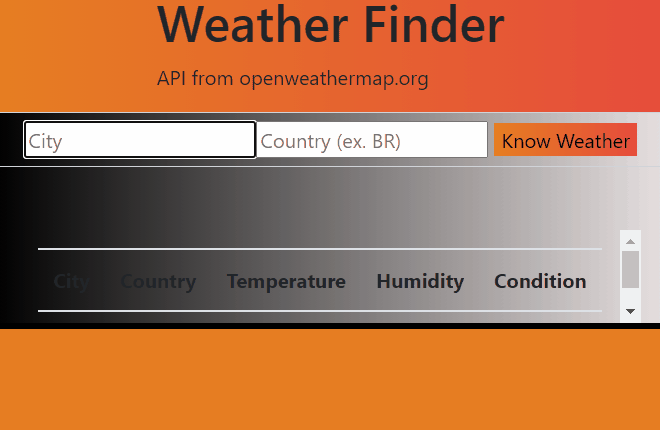 Weather Finder
API from openweathermap.org
City Country (ex. BR) Know Weather
City Country Temperature Humidity Condition